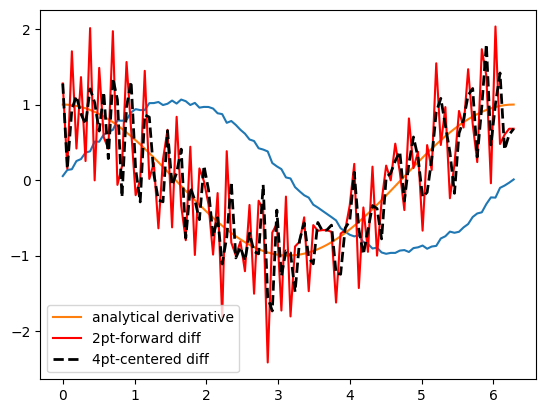 2
1
0
−1
−2
analytical derivative
2pt-forward diff
4pt-centered diff
0 1 2 3 4 5 6